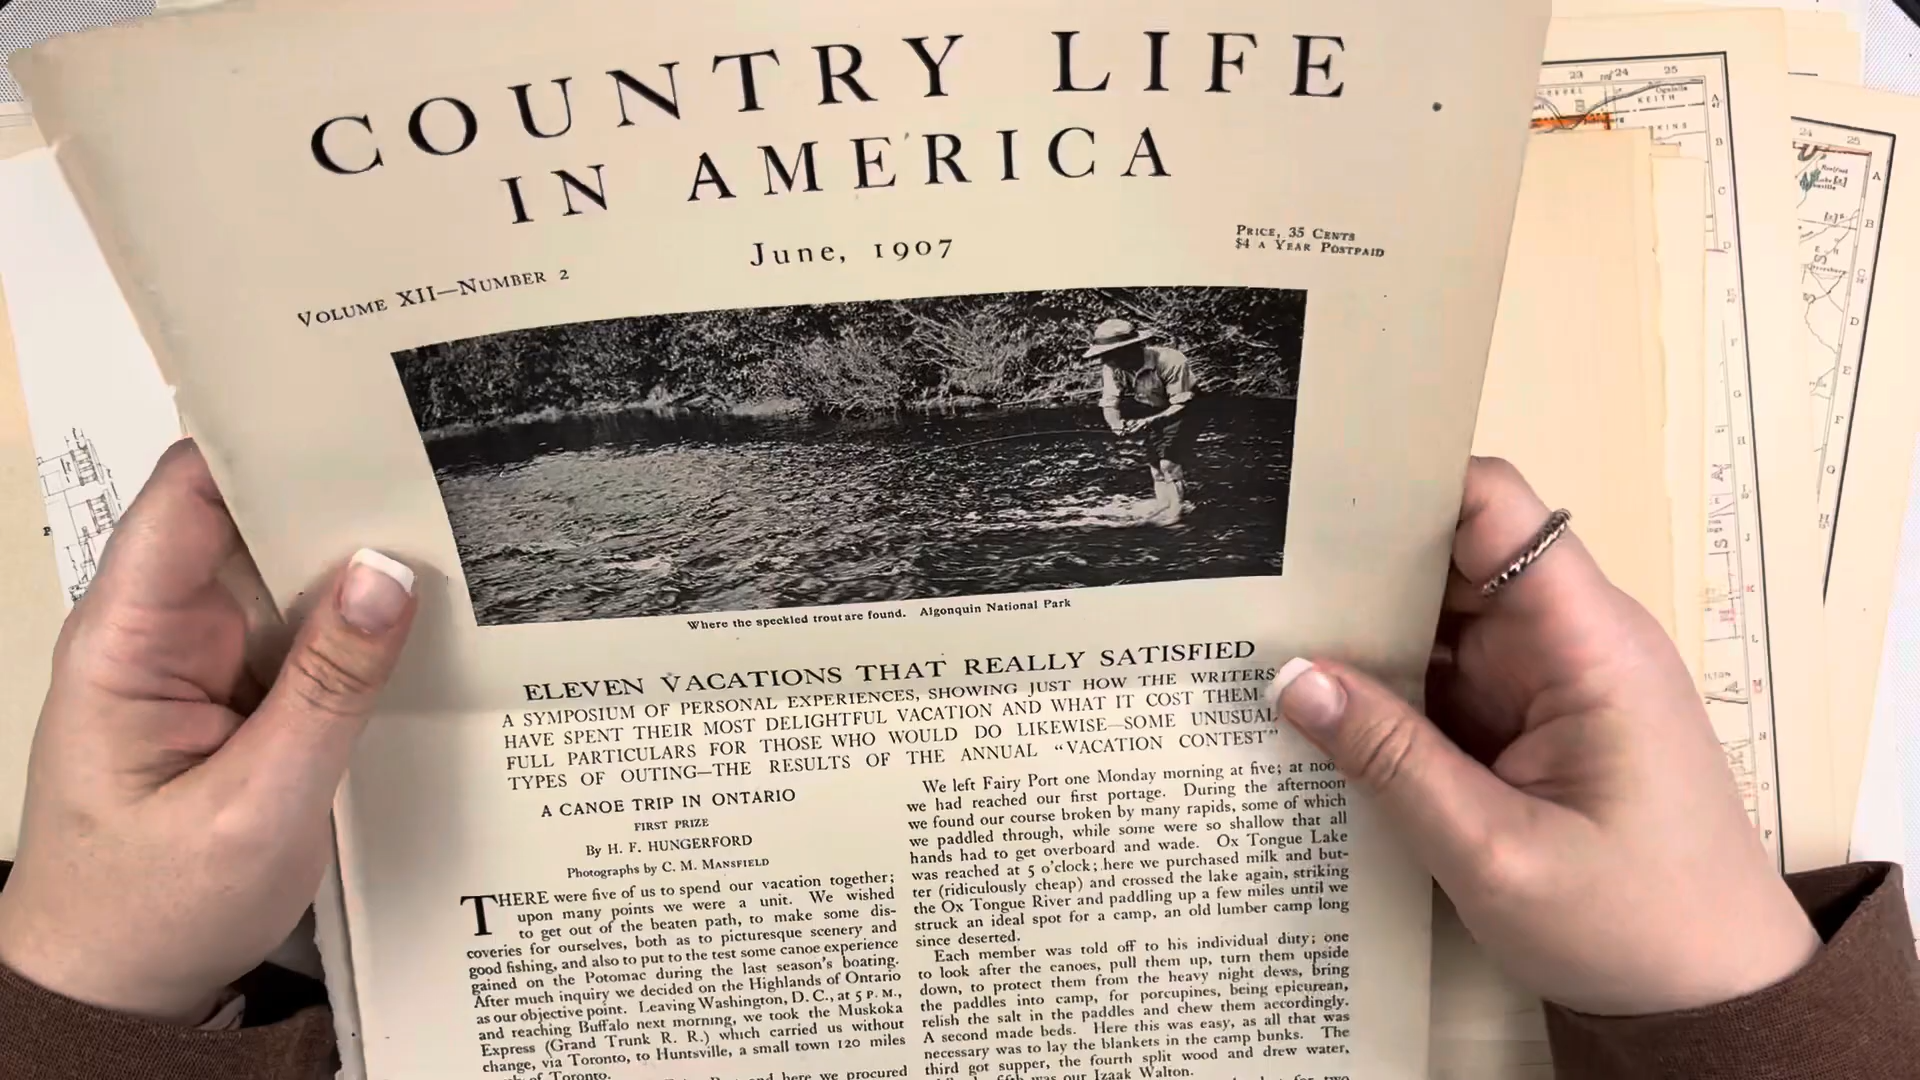 COUNTRY LIFE
IN AMERICA
June, 1907
VOLUME XII—NUMBER 2
PRICE, 35 CENTS
$4 A YEAR POSTPAID
Where the speckled trout are found. Algonquin National Park
ELEVEN VACATIONS THAT REALLY SATISFIED
A SYMPOSIUM OF PERSONAL EXPERIENCES, SHOWING JUST HOW THE WRITERS
HAVE SPENT THEIR MOST DELIGHTFUL VACATION AND WHAT IT COST THEM—
FULL PARTICULARS FOR THOSE WHO WOULD DO LIKEWISE—SOME UNUSUAL
TYPES OF OUTING—THE RESULTS OF THE ANNUAL "VACATION CONTEST"
A CANOE TRIP IN ONTARIO
FIRST PRIZE
By H. F. HUNGERFORD
Photographs by C. M. MANSFIELD
THERE were five of us to spend our vacation together;
upon many points we were a unit. We wished
to get out of the beaten path, to make some dis-
coveries for ourselves, both as to picturesque scenery and
good fishing, and also to put to the test some canoe experience
gained on the Potomac during the last season's boating.
After much inquiry we decided on the Highlands of Ontario
as our objective point. Leaving Washington, D. C., at 5 P. M.,
and reaching Buffalo next morning, we took the Muskoka
Express (Grand Trunk R. R.) which carried us without
change, via Toronto, to Huntsville, a small town 120 miles
of Toronto.
and here we procured
We left Fairy Port one Monday morning at five; at
we had reached our first portage. During the afternoon
we found our course broken by many rapids, some of which
we paddled through, while some were so shallow that all
hands had to get overboard and wade. Ox Tongue Lake
was reached at 5 o'clock; here we purchased milk and but-
ter (ridiculously cheap) and crossed the lake again, striking
the Ox Tongue River and paddling up a few miles until we
struck an ideal spot for a camp, an old lumber camp long
since deserted.
Each member was told off to his individual duty; one
to look after the canoes, pull them up, turn them upside
down, to protect them from the heavy night dews, bring
the paddles into camp, for porcupines, being epicurean,
relish the salt in the paddles and chew them accordingly.
A second made beds. Here this was easy, as all that was
necessary was to lay the blankets in the camp bunks. The
third got supper, the fourth split wood and drew water,
was our Izaak Walton.
23 24 25
KEITH
A
B
C
D
F
G
H
L
O
P
24 25
A
B
C
D
E
F
G